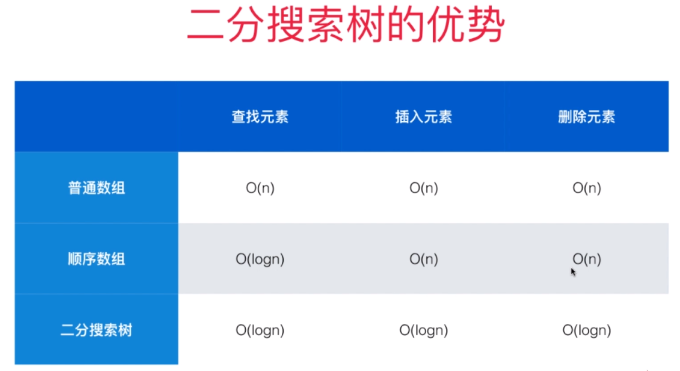 二分搜索树的优势
查找元素 插入元素 删除元素
普通数组 O(n) O(n) O(n)
顺序数组 O(logn) O(n) O(n)
二分搜索树 O(logn) O(logn) O(logn)